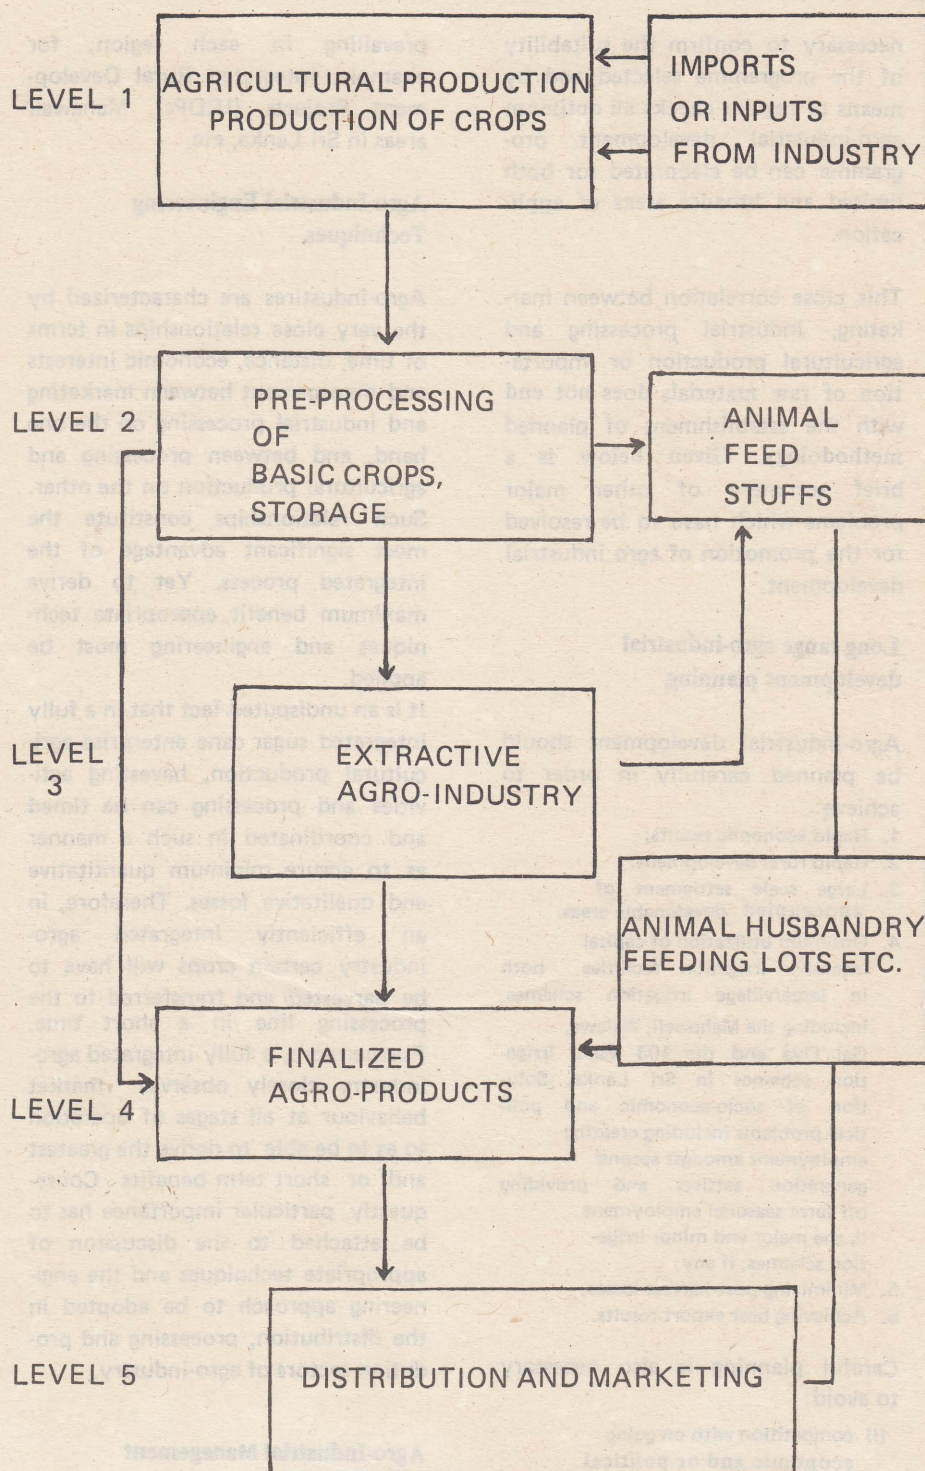 LEVEL 1
AGRICULTURAL PRODUCTION
PRODUCTION OF CROPS
IMPORTS
OR INPUTS
FROM INDUSTRY
LEVEL 2
PRE-PROCESSING
OF
BASIC CROPS,
STORAGE
ANIMAL
FEED
STUFFS
LEVEL
3
EXTRACTIVE
AGRO-INDUSTRY
ANIMAL HUSBANDRY
FEEDING LOTS ETC.
LEVEL 4
FINALIZED
AGRO-PRODUCTS
LEVEL 5
DISTRIBUTION AND MARKETING